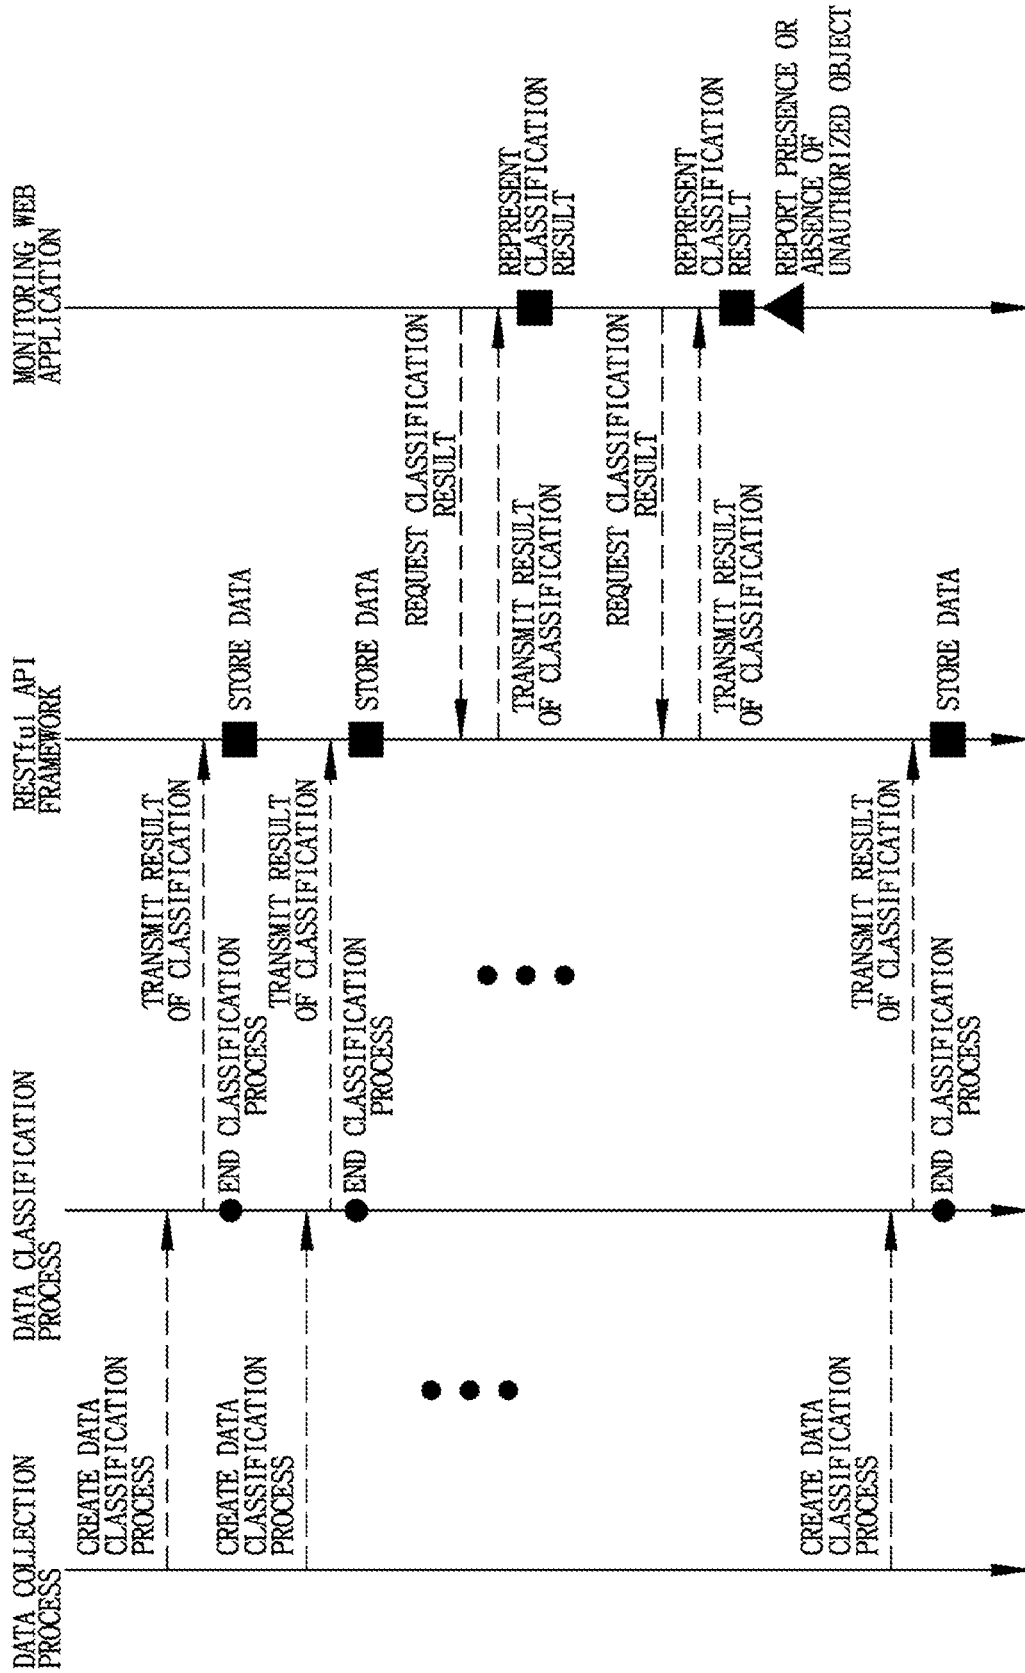 DATA COLLECTION
PROCESS
DATA CLASSIFICATION
PROCESS
RESTful API
FRAMEWORK
MONITORING WEB
APPLICATION
CREATE DATA
CLASSIFICATION
PROCESS
TRANSMIT RESULT
OF CLASSIFICATION
END CLASSIFICATION
PROCESS
STORE DATA
CREATE DATA
CLASSIFICATION
PROCESS
TRANSMIT RESULT
OF CLASSIFICATION
END CLASSIFICATION
PROCESS
STORE DATA
REQUEST CLASSIFICATION
RESULT
TRANSMIT RESULT
OF CLASSIFICATION
REPRESENT
CLASSIFICATION
RESULT
REQUEST CLASSIFICATION
RESULT
TRANSMIT RESULT
OF CLASSIFICATION
REPRESENT
CLASSIFICATION
RESULT
REPORT PRESENCE OR
ABSENCE OF
UNAUTHORIZED OBJECT
CREATE DATA
CLASSIFICATION
PROCESS
TRANSMIT RESULT
OF CLASSIFICATION
END CLASSIFICATION
PROCESS
STORE DATA